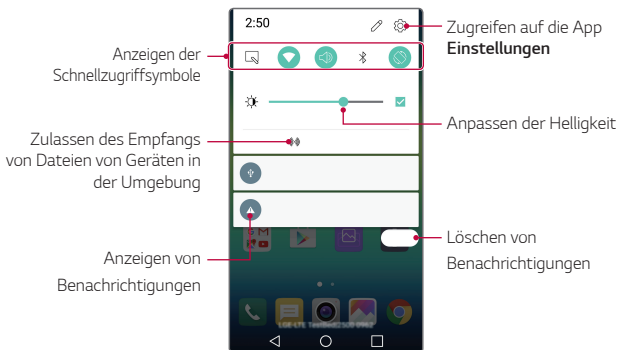 2:50
Zugreifen auf die App
Einstellungen
Anzeigen der
Schnellzugriffsymbole
Anpassen der Helligkeit
Zulassen des Empfangs
von Dateien von Geräten in
der Umgebung
Anzeigen von
Benachrichtigungen
Löschen von
Benachrichtigungen